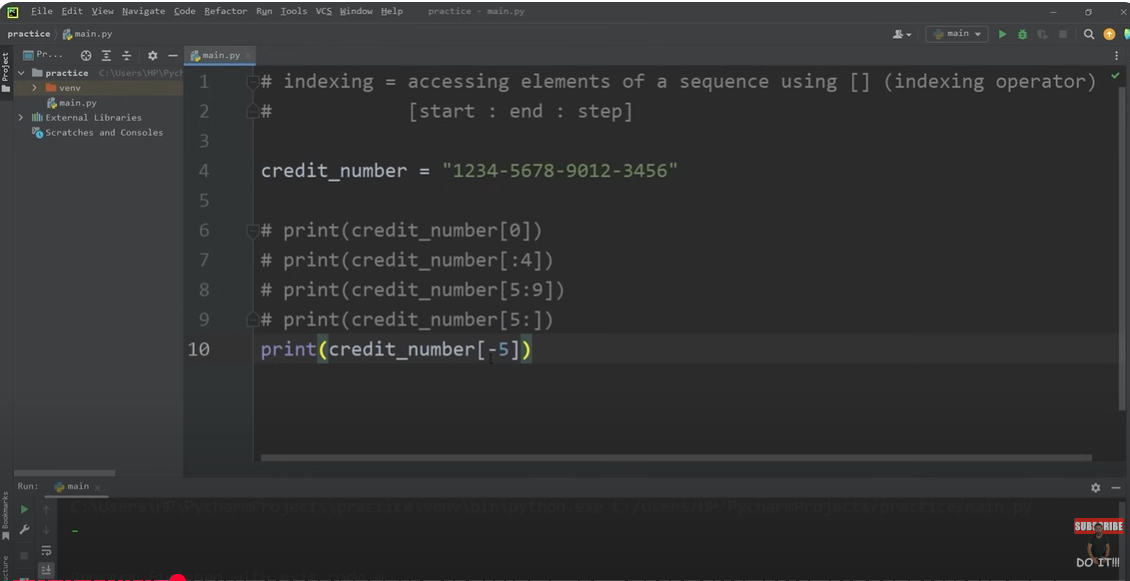 File Edit View Navigate Code Refactor Run Tools VCS Window Help practice - main.py
practice main.py main
Project
Pr... main.py
practice C:\Users\HP\Pych
venv
main.py
External Libraries
Scratches and Consoles
1 # indexing = accessing elements of a sequence using [] (indexing operator)
2 # [start : end : step]
3
4 credit_number = "1234-5678-9012-3456"
5
6 # print(credit_number[0])
7 # print(credit_number[:4])
8 # print(credit_number[5:9])
9 # print(credit_number[5:])
10 print(credit_number[-5])
Run: main
Bookmarks
C:\Users\HP\PycharmProjects\practice\venv\bin\python.exe C:/Users/HP/PycharmProjects/practice/main.py
-
SUBSCRIBE
DO IT!!!